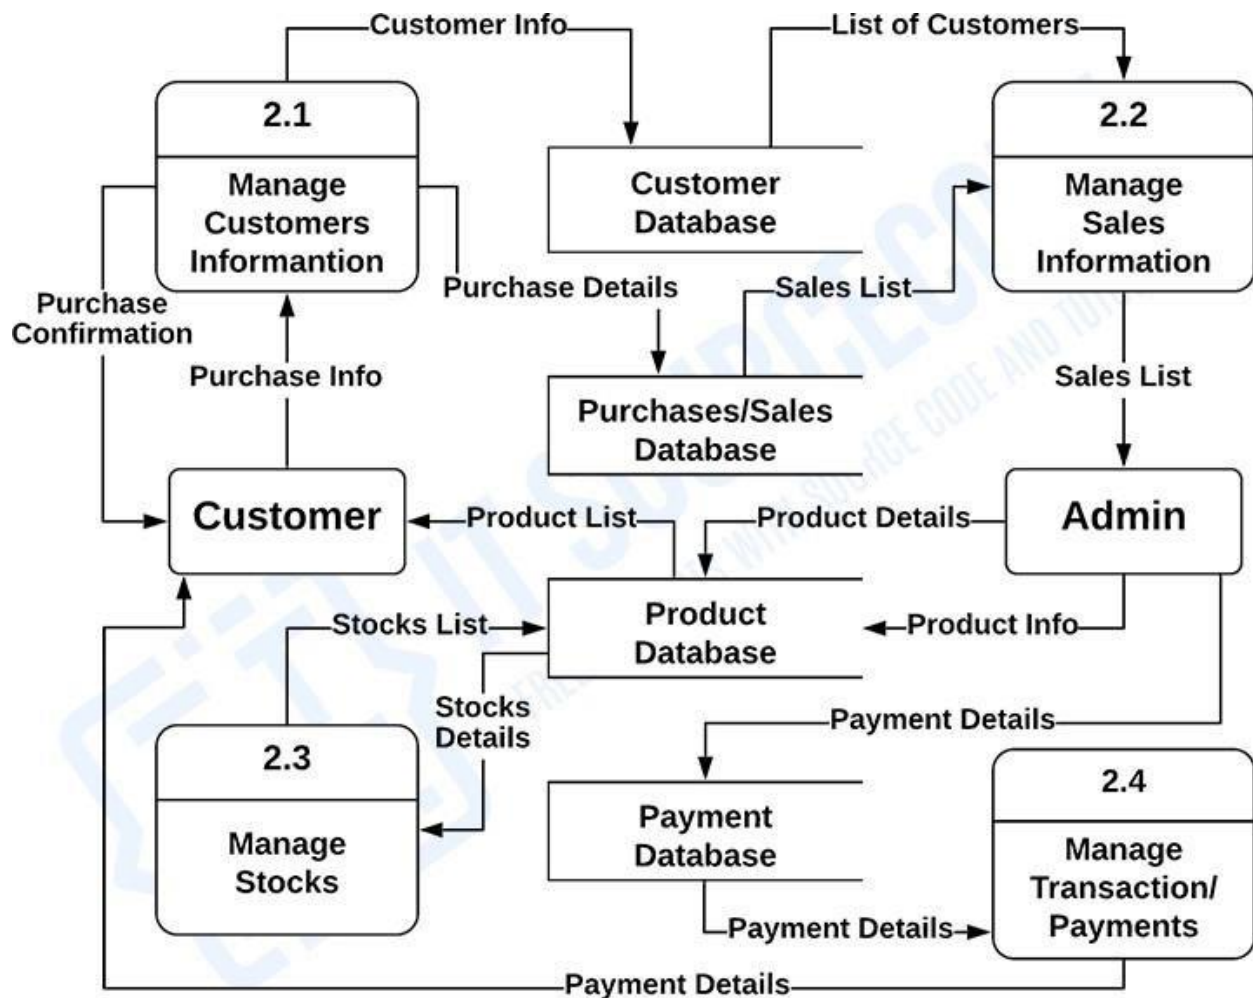 Customer Info
List of Customers
2.1
Manage
Customers
Informantion
Customer
Database
2.2
Manage
Sales
Information
Purchase
Confirmation
Purchase Details
Sales List
Purchase Info
Sales List
Purchases/Sales
Database
Customer
Product List
Product Details
Admin
Stocks List
Product
Database
Product Info
Stocks
Details
Payment Details
2.3
Manage
Stocks
Payment
Database
2.4
Manage
Transaction/
Payments
Payment Details
Payment Details